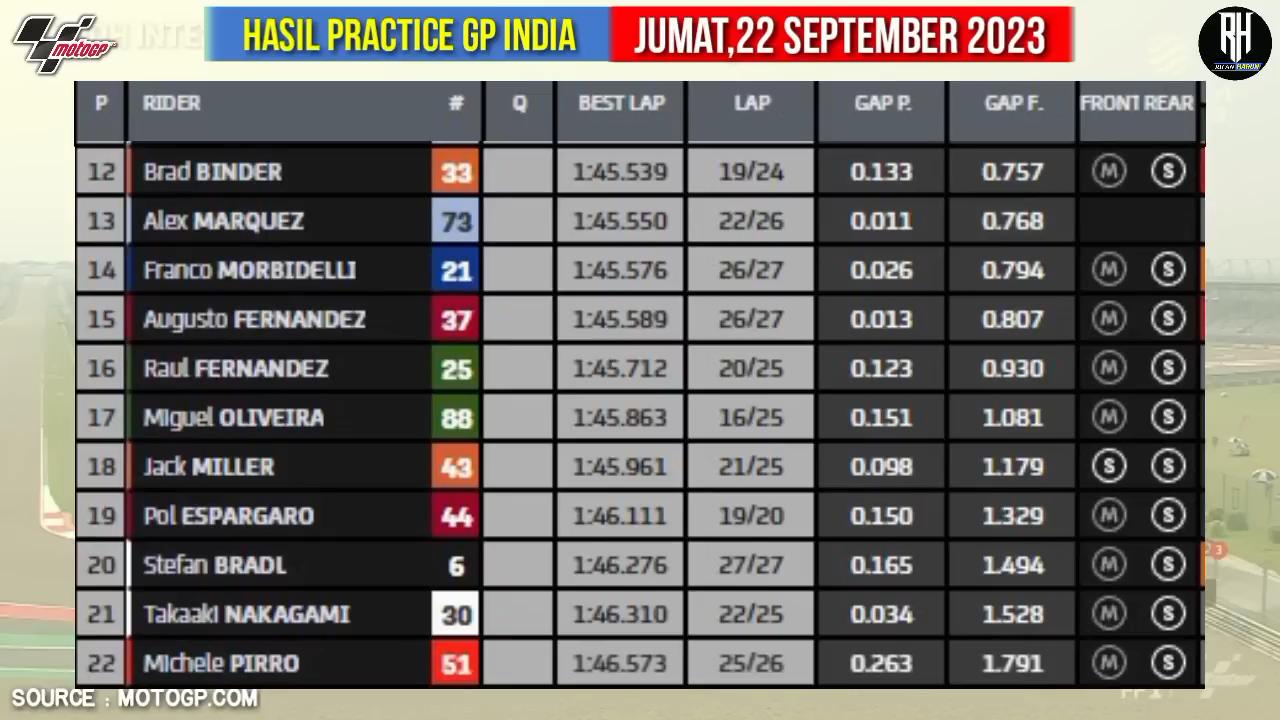 motogp™
HASIL PRACTICE GP INDIA JUMAT,22 SEPTEMBER 2023
RH
P RIDER # Q BEST LAP LAP GAP P. GAP F. FRONT REAR
12 Brad BINDER 33 1:45.539 19/24 0.133 0.757 M S
13 Alex MARQUEZ 73 1:45.550 22/26 0.011 0.768
14 Franco MORBIDELLI 21 1:45.576 26/27 0.026 0.794 M S
15 Augusto FERNANDEZ 37 1:45.589 26/27 0.013 0.807 M S
16 Raul FERNANDEZ 25 1:45.712 20/25 0.123 0.930 M S
17 Miguel OLIVEIRA 88 1:45.863 16/25 0.151 1.081 M S
18 Jack MILLER 43 1:45.961 21/25 0.098 1.179 S S
19 Pol ESPARGARO 44 1:46.111 19/20 0.150 1.329 M S
20 Stefan BRADL 6 1:46.276 27/27 0.165 1.494 M S
21 Takaaki NAKAGAMI 30 1:46.310 22/25 0.034 1.528 M S
22 Michele PIRRO 51 1:46.573 25/26 0.263 1.791 M S
SOURCE : MOTOGP.COM